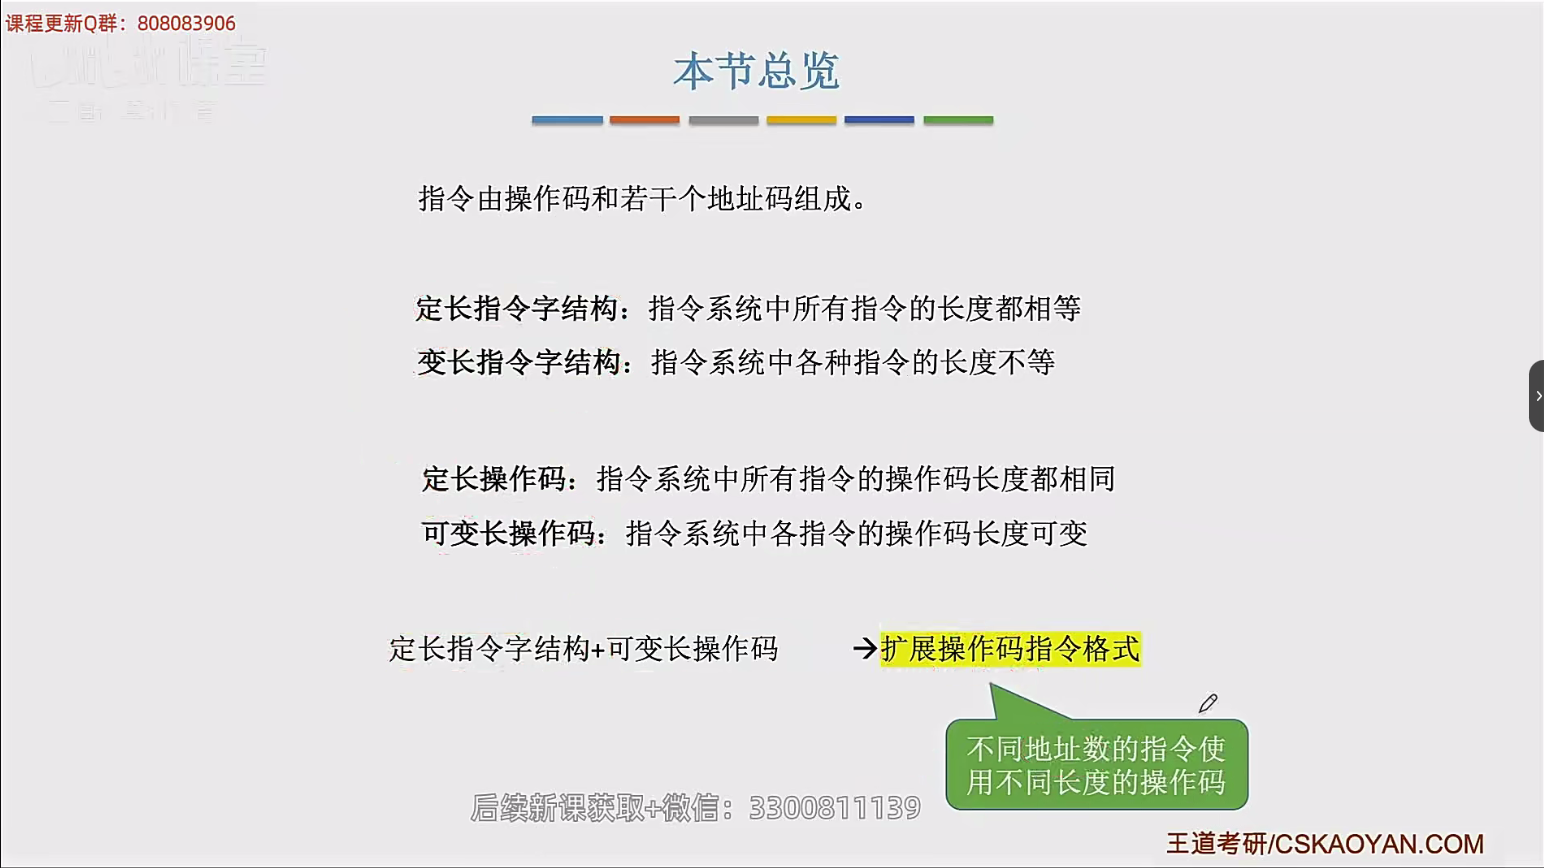 课程更新Q群：808083906
本节总览
指令由操作码和若干个地址码组成。
定长指令字结构：指令系统中所有指令的长度都相等
变长指令字结构：指令系统中各种指令的长度不等
定长操作码：指令系统中所有指令的操作码长度都相同
可变长操作码：指令系统中各指令的操作码长度可变
定长指令字结构+可变长操作码 →扩展操作码指令格式
不同地址数的指令使
用不同长度的操作码
后续新课获取+微信：3300811139
王道考研/CSKAOYAN.COM